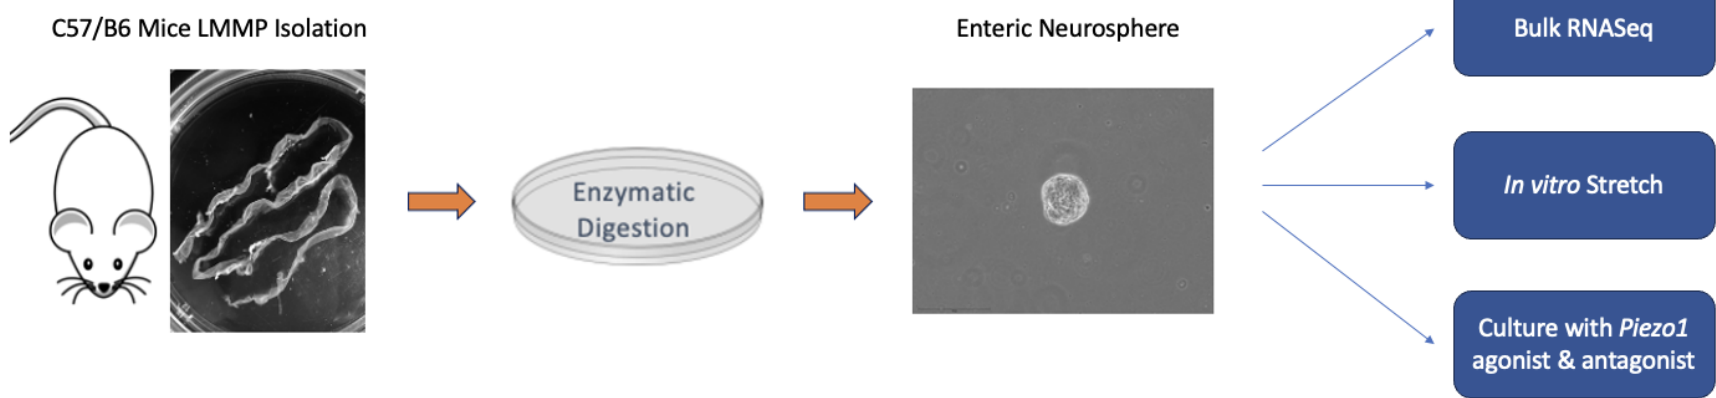 C57/B6 Mice LMMP Isolation
Enzymatic
Digestion
Enteric Neurosphere
Bulk RNASeq
In vitro Stretch
Culture with Piezo1
agonist & antagonist